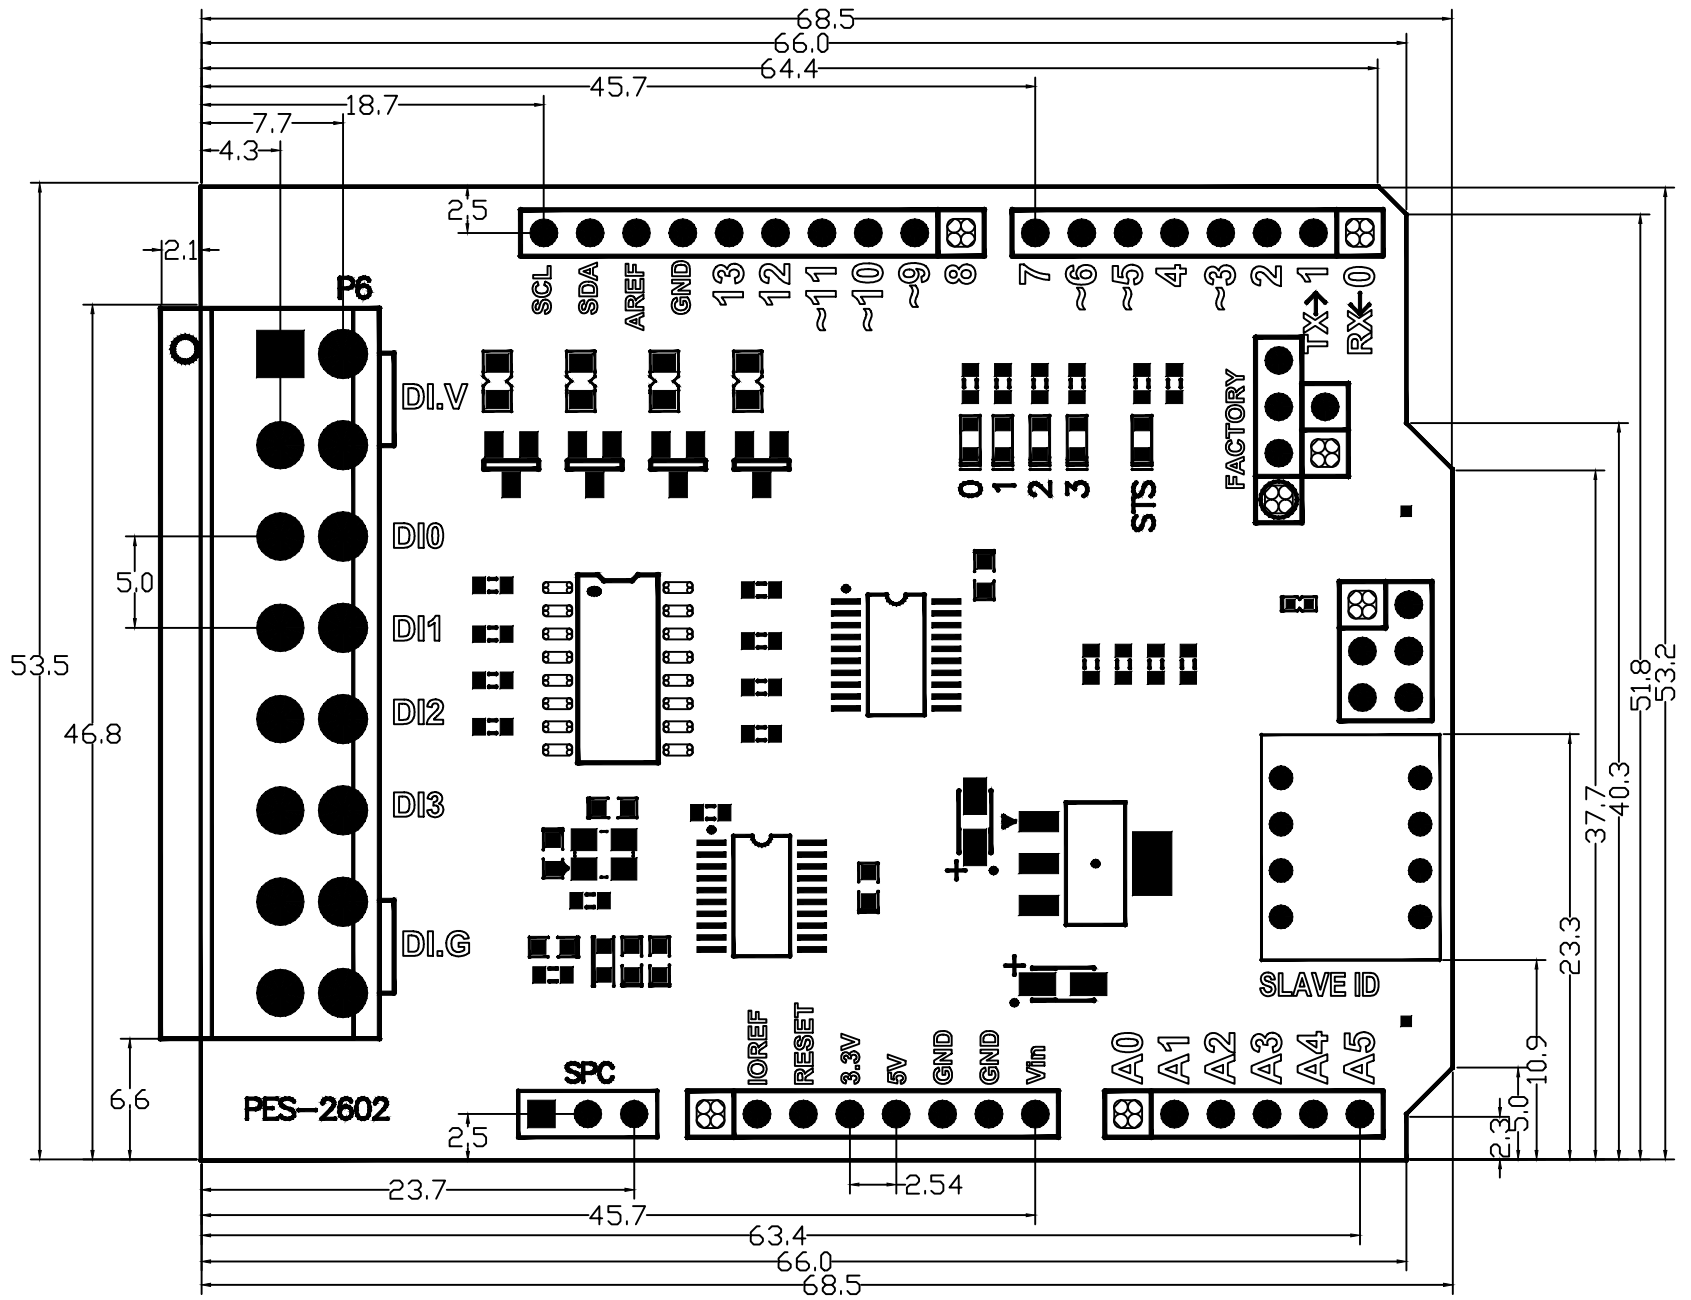 68.5
66.0
64.4
45.7
18.7
7.7
4.3
2.5
2.1
P6
SCL
SDA
AREF
GND
13
12
~11
~10
~9
8
7
~6
~5
4
~3
2
TX→1
RX←0
DI.V
FACTORY
0
1
2
3
STS
DI0
5.0
DI1
53.5
51.8
53.2
DI2
46.8
40.3
37.7
DI3
23.3
DI.G
SLAVE ID
10.9
IOREF
RESET
3.3V
5V
GND
GND
Vin
A0
A1
A2
A3
A4
A5
SPC
6.6
PES-2602
5.0
2.3
2.5
23.7
2.54
45.7
63.4
66.0
68.5